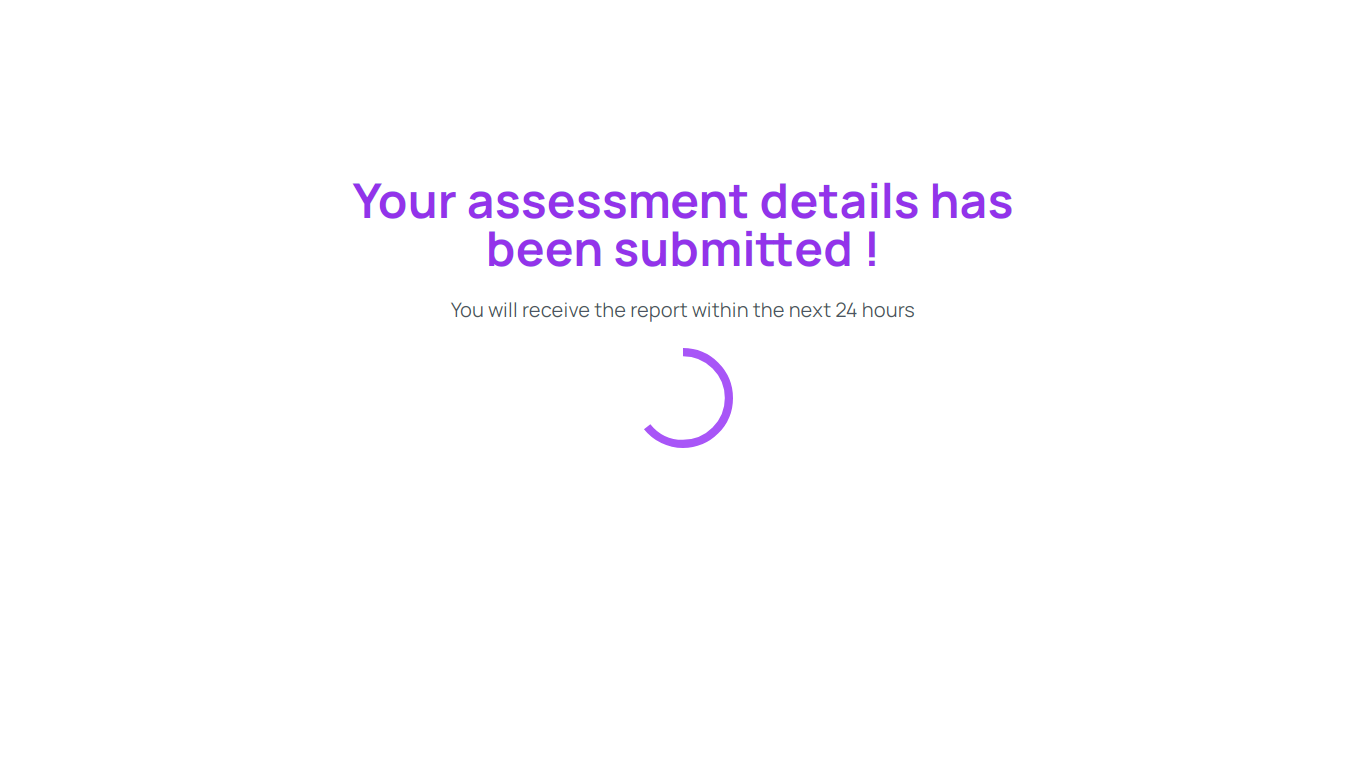 Your assessment details has
been submitted !
You will receive the report within the next 24 hours